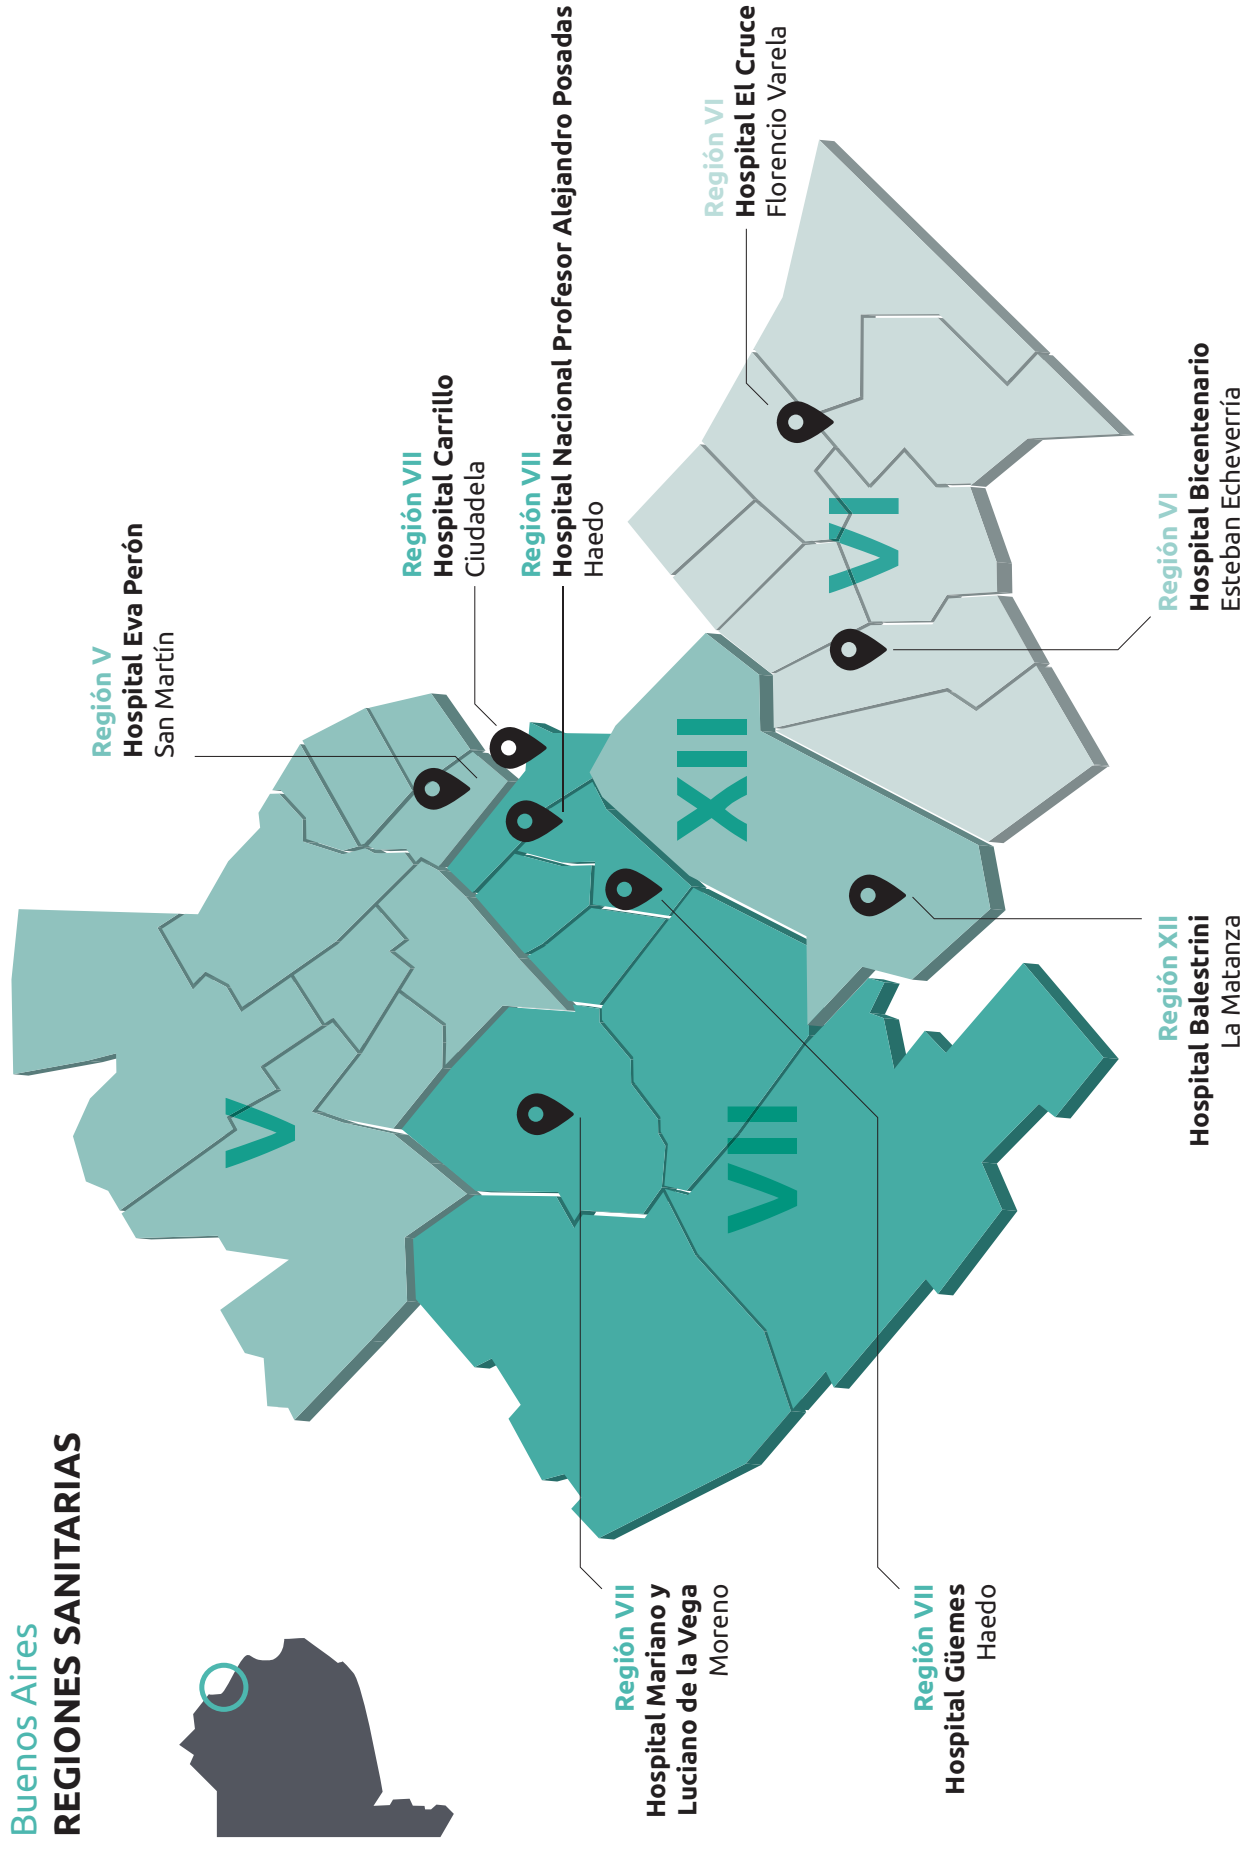 Buenos Aires
REGIONES SANITARIAS
Región V
Hospital Eva Perón
San Martín
Región VII
Hospital Carrillo
Ciudadela
Región VII
Hospital Nacional Profesor Alejandro Posadas
Haedo
Región VI
Hospital El Cruce
Florencio Varela
V
XII
VI
VII
Región VII
Hospital Mariano y
Luciano de la Vega
Moreno
Región VII
Hospital Güemes
Haedo
Región XII
Hospital Balestrini
La Matanza
Región VI
Hospital Bicentenario
Esteban Echeverría